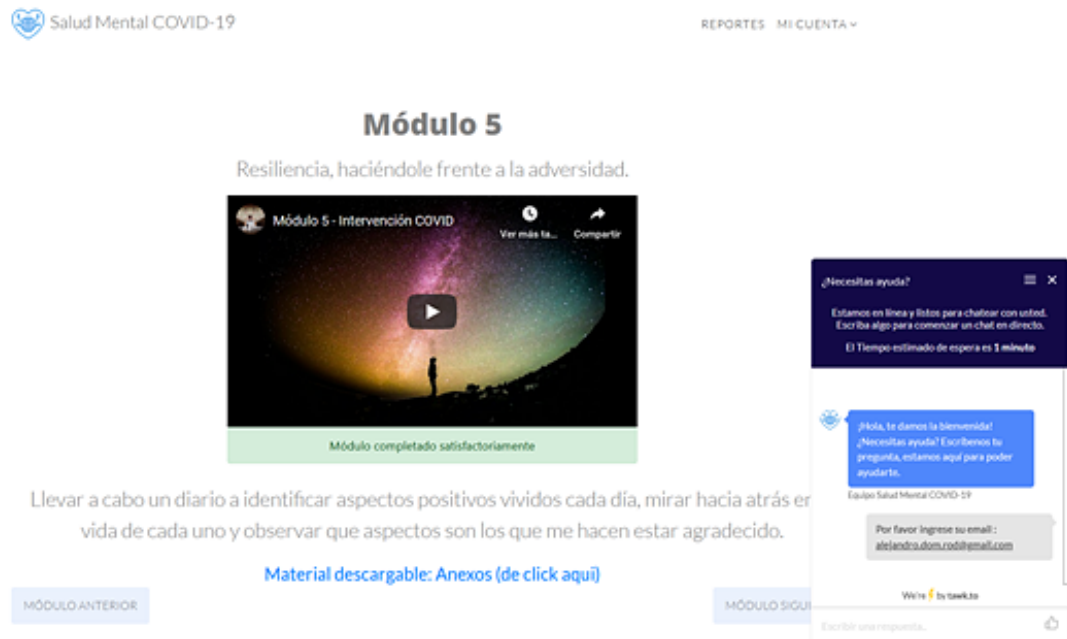 Salud Mental COVID-19
REPORTES MI CUENTA
Módulo 5
Resiliencia, haciéndole frente a la adversidad.
Módulo 5 - Intervención COVID
Ver más ta...
Compartir
Módulo completado satisfactoriamente
Llevar a cabo un diario a identificar aspectos positivos vividos cada día, mirar hacia atrás en
vida de cada uno y observar que aspectos son los que me hacen estar agradecido.
Material descargable: Anexos (de click aquí)
MÓDULO ANTERIOR
MÓDULO SIGUI
¿Necesitas ayuda?
Estamos en línea y listos para chatear con usted.
Escriba algo para comenzar un chat en directo.
El Tiempo estimado de espera es 1 minuto
¡Hola, te damos la bienvenida!
¿Necesitas ayuda? Escríbenos tu
pregunta, estamos aquí para poder
ayudarte.
Equipo Salud Mental COVID-19
Por favor ingrese su email :
alejandro.dom.rod@gmail.com
We're by tawk.to
Escribir una respuesta..